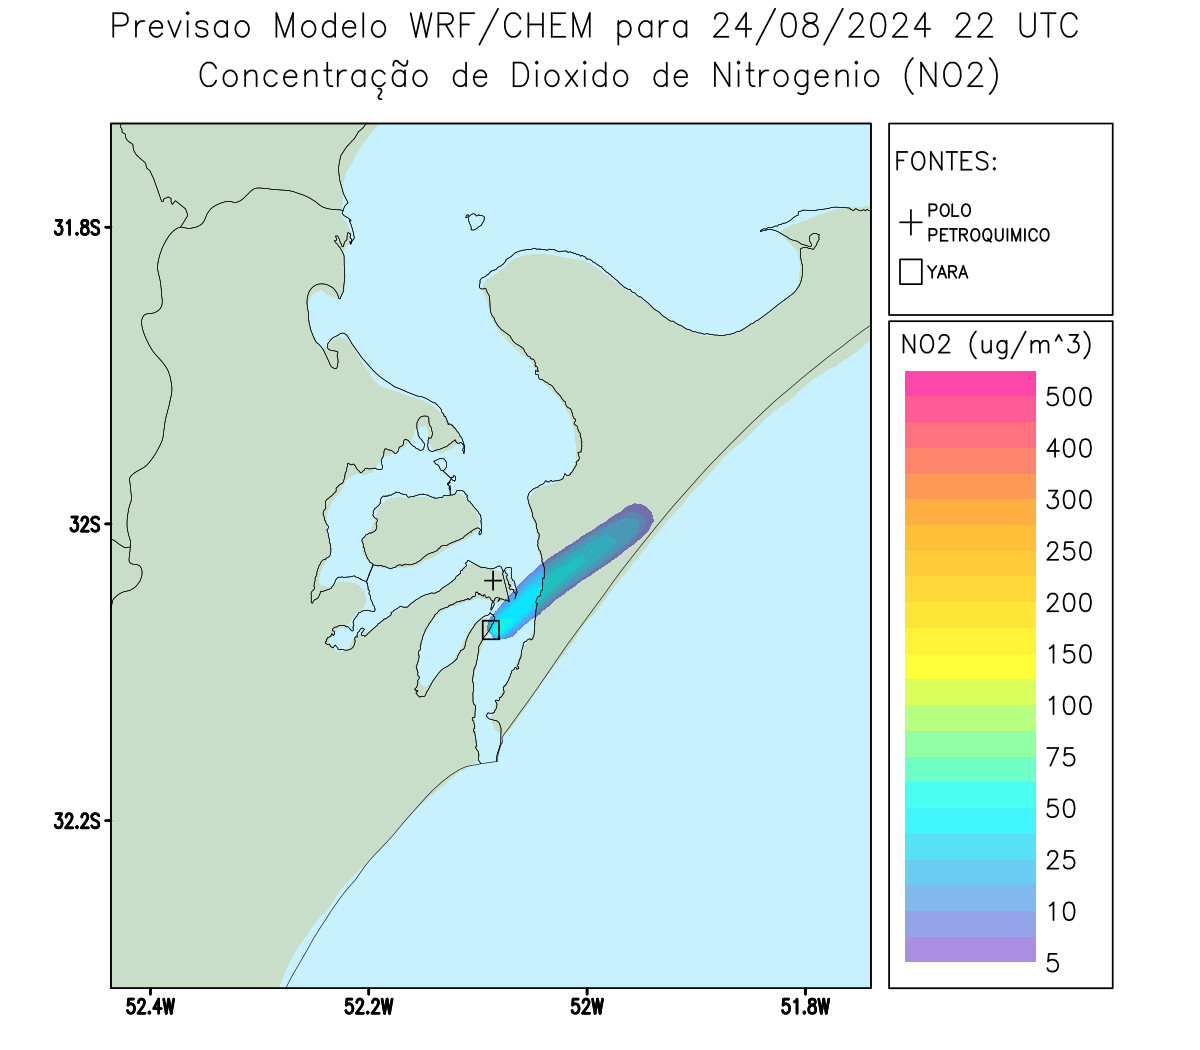 Previsao Modelo WRF/CHEM para 24/08/2024 22 UTC
Concentração de Dioxido de Nitrogenio (NO2)
FONTES:
POLO
PETROQUIMICO
YARA
NO2 (ug/m^3)
500
400
300
250
200
150
100
75
50
25
10
5
31.8S
32S
32.2S
52.4W
52.2W
52W
51.8W